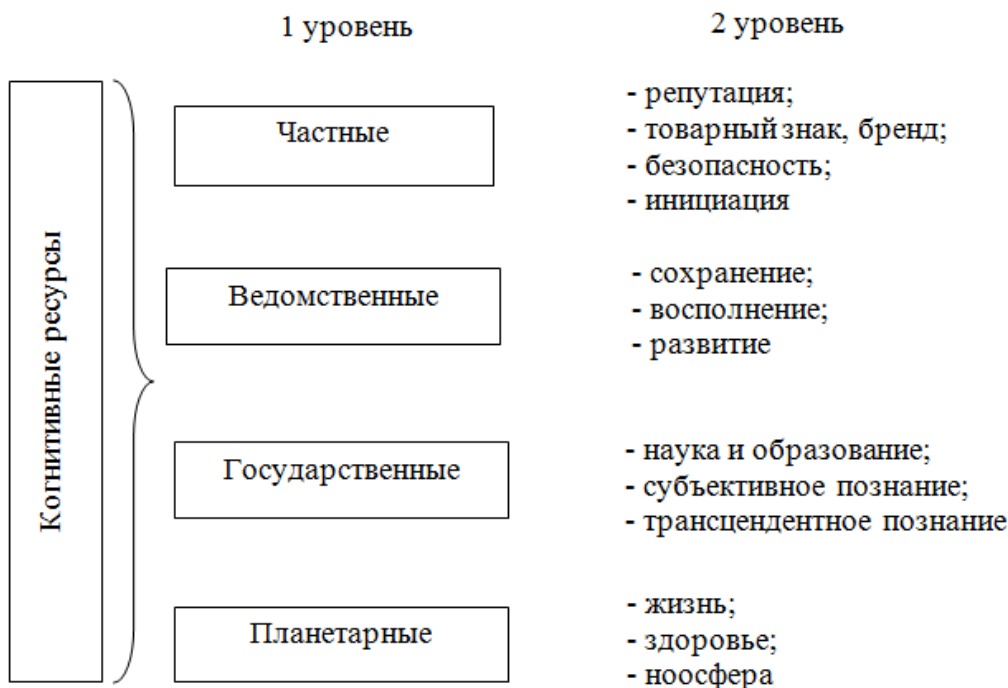 1 уровень
2 уровень
Когнитивные ресурсы
Частные
- репутация;
- товарный знак, бренд;
- безопасность;
- инициация
Ведомственные
- сохранение;
- восполнение;
- развитие
Государственные
- наука и образование;
- субъективное познание;
- трансцендентное познание
Планетарные
- жизнь;
- здоровье;
- ноосфера